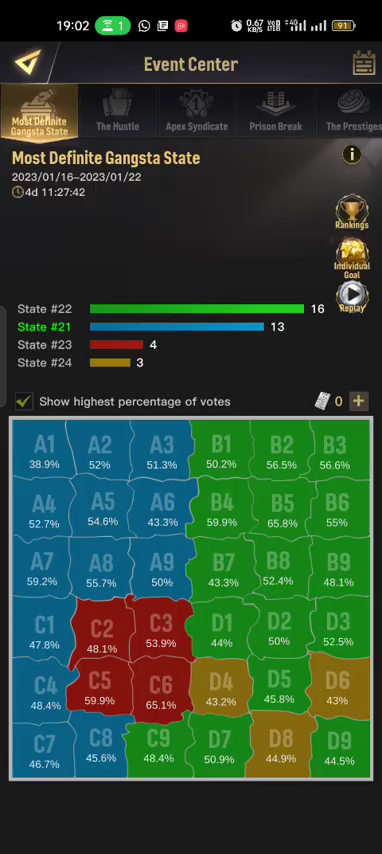 19:02 1 0.67 KB/S Vo LTE2 4G 91
Event Center
Most Definite Gangsta State The Hustle Apex Syndicate Prison Break The Prestiges
Most Definite Gangsta State
i
2023/01/16-2023/01/22
4d 11:27:42
Rankings
Individual Goal
Replay
State #22 16
State #21 13
State #23 4
State #24 3
Show highest percentage of votes 0 +
A1 A2 A3 B1 B2 B3
38.9% 52% 51.3% 50.2% 56.5% 56.6%
A4 A5 A6 B4 B5 B6
52.7% 54.6% 43.3% 59.9% 65.8% 55%
A7 A8 A9 B7 B8 B9
59.2% 55.7% 50% 43.3% 52.4% 48.1%
C1 C2 C3 D1 D2 D3
47.8% 48.1% 53.9% 44% 50% 52.5%
C4 C5 C6 D4 D5 D6
48.4% 59.9% 65.1% 43.2% 45.8% 43%
C7 C8 C9 D7 D8 D9
46.7% 45.6% 48.4% 50.9% 44.9% 44.5%